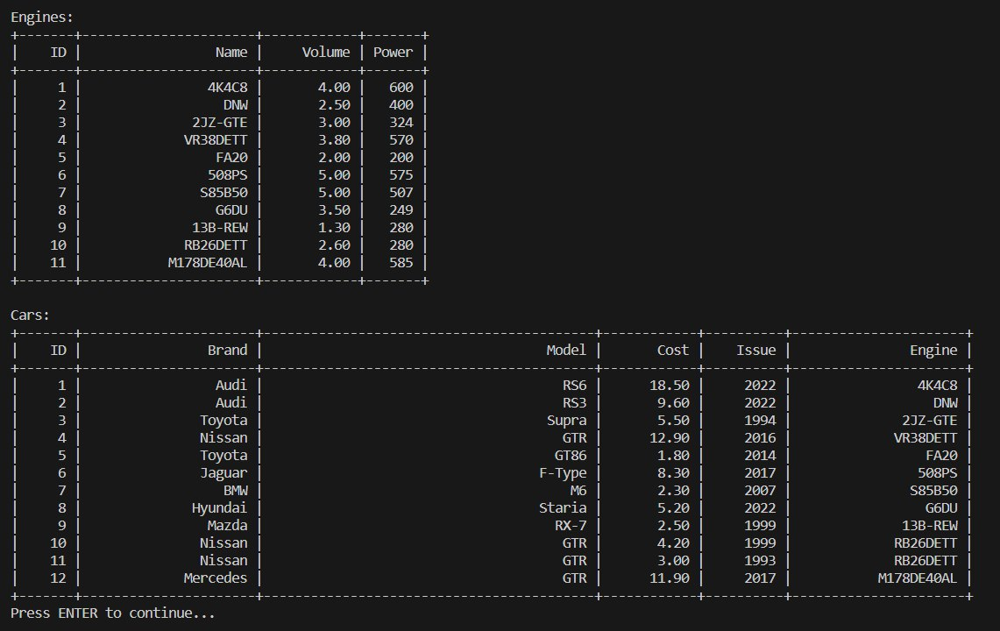 Engines:
+-------+----------------------+------------+-------+
|    ID |                 Name |     Volume | Power |
+-------+----------------------+------------+-------+
|     1 |                4K4C8 |       4.00 |   600 |
|     2 |                  DNW |       2.50 |   400 |
|     3 |              2JZ-GTE |       3.00 |   324 |
|     4 |             VR38DETT |       3.80 |   570 |
|     5 |                 FA20 |       2.00 |   200 |
|     6 |                508PS |       5.00 |   575 |
|     7 |               S85B50 |       5.00 |   507 |
|     8 |                 G6DU |       3.50 |   249 |
|     9 |              13B-REW |       1.30 |   280 |
|    10 |             RB26DETT |       2.60 |   280 |
|    11 |           M178DE40AL |       4.00 |   585 |
+-------+----------------------+------------+-------+
Cars:
+-------+----------------------+------------------------------------------+------------+----------+----------------------+
|    ID |                Brand |                                    Model |       Cost |    Issue |               Engine |
+-------+----------------------+------------------------------------------+------------+----------+----------------------+
|     1 |                 Audi |                                      RS6 |      18.50 |     2022 |                4K4C8 |
|     2 |                 Audi |                                      RS3 |       9.60 |     2022 |                  DNW |
|     3 |               Toyota |                                    Supra |       5.50 |     1994 |              2JZ-GTE |
|     4 |               Nissan |                                      GTR |      12.90 |     2016 |             VR38DETT |
|     5 |               Toyota |                                     GT86 |       1.80 |     2014 |                 FA20 |
|     6 |               Jaguar |                                   F-Type |       8.30 |     2017 |                508PS |
|     7 |                  BMW |                                       M6 |       2.30 |     2007 |               S85B50 |
|     8 |              Hyundai |                                   Staria |       5.20 |     2022 |                 G6DU |
|     9 |                Mazda |                                     RX-7 |       2.50 |     1999 |              13B-REW |
|    10 |               Nissan |                                      GTR |       4.20 |     1999 |             RB26DETT |
|    11 |               Nissan |                                      GTR |       3.00 |     1993 |             RB26DETT |
|    12 |             Mercedes |                                      GTR |      11.90 |     2017 |           M178DE40AL |
+-------+----------------------+------------------------------------------+------------+----------+----------------------+
Press ENTER to continue...